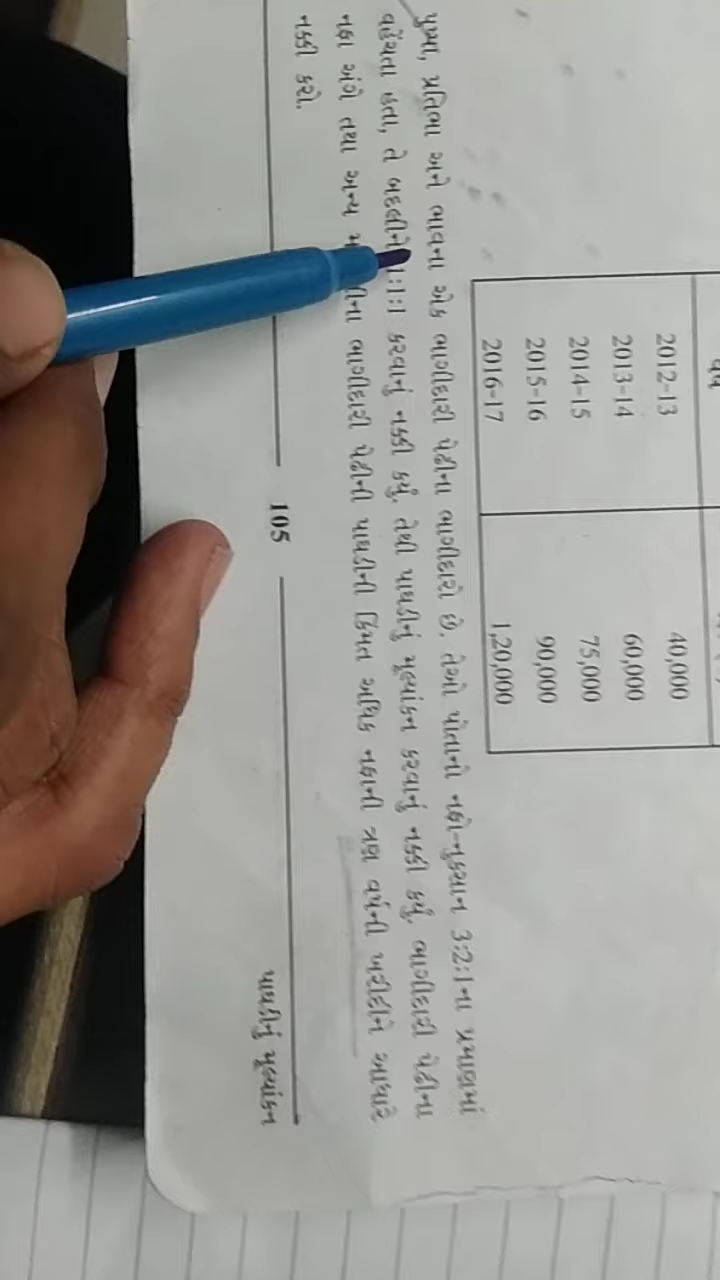 2012-13 40,000
2013-14 60,000
2014-15 75,000
2015-16 90,000
2016-17 1,20,000
પુષ્પા, પ્રતિભા અને ભાવના એક ભાગીદારી પેઢીના ભાગીદારો છે. તેઓ પોતાનો નફો-નુકસાન 3:2:1ના પ્રમાણમાં
વહેંચતા હતા, તે બદલીને 1:1:1 કરવાનું નક્કી કર્યું. તેથી પાઘડીનું મૂલ્યાંકન કરવાનું નક્કી કર્યું. ભાગીદારી પેઢીના
નફા અંગે તથા અન્ય ભાગીદારી પેઢીની પાઘડીની કિંમત અધિક નફાની ત્રણ વર્ષની ખરીદીને આધારે
નક્કી કરો.
105
પાઘડીનું મૂલ્યાંકન